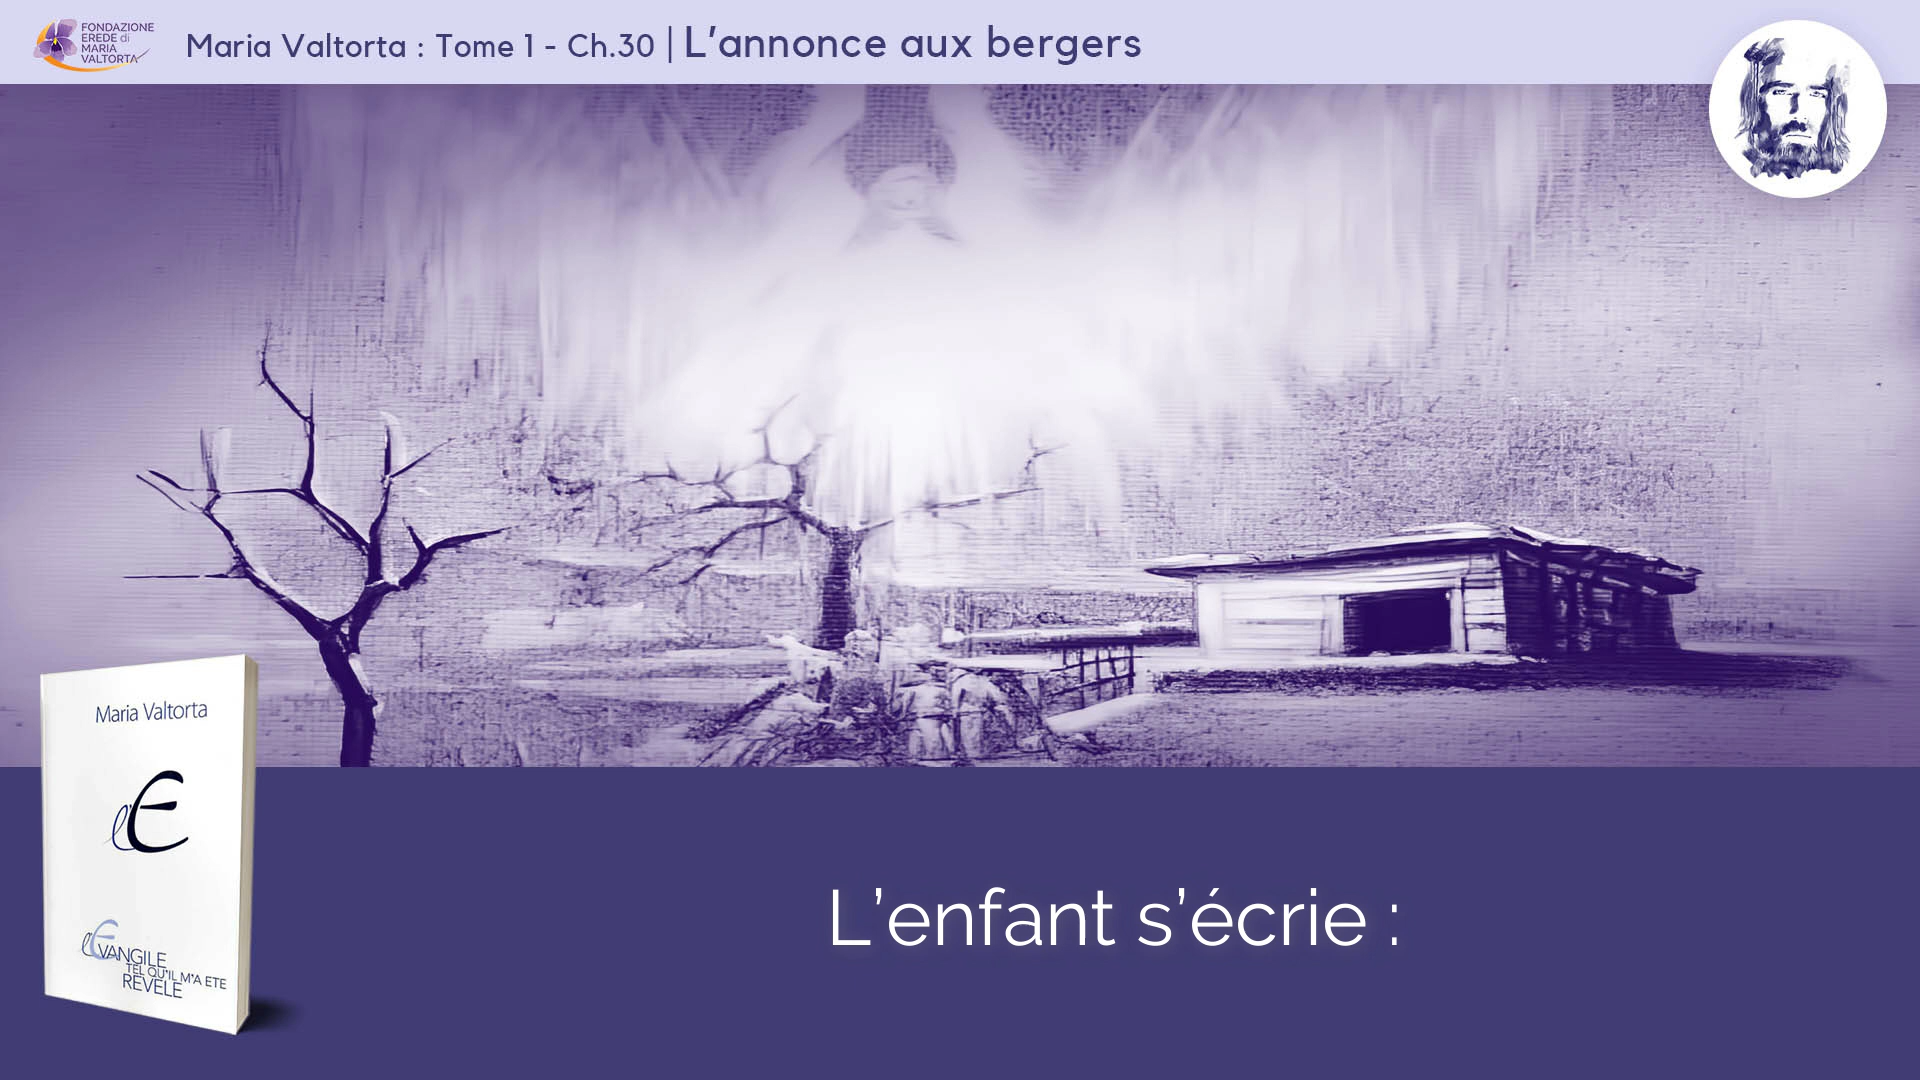 FONDAZIONE
EREDE di
MARIA
VALTORTA
Maria Valtorta : Tome 1 - Ch.30 | L'annonce aux bergers
Maria Valtorta
l'E
l'EVANGILE
TEL QU'IL M'A ETE
REVELE
L'enfant s'écrie :